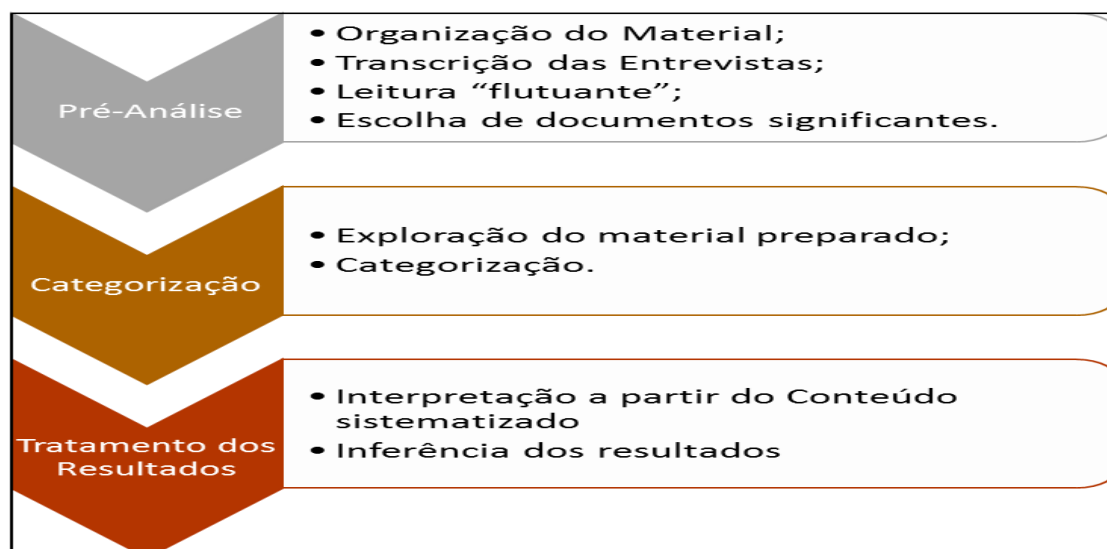 Pré-Análise
• Organização do Material;
• Transcrição das Entrevistas;
• Leitura “flutuante”;
• Escolha de documentos significantes.
Categorização
• Exploração do material preparado;
• Categorização.
Tratamento dos
Resultados
• Interpretação a partir do Conteúdo
sistematizado
• Inferência dos resultados